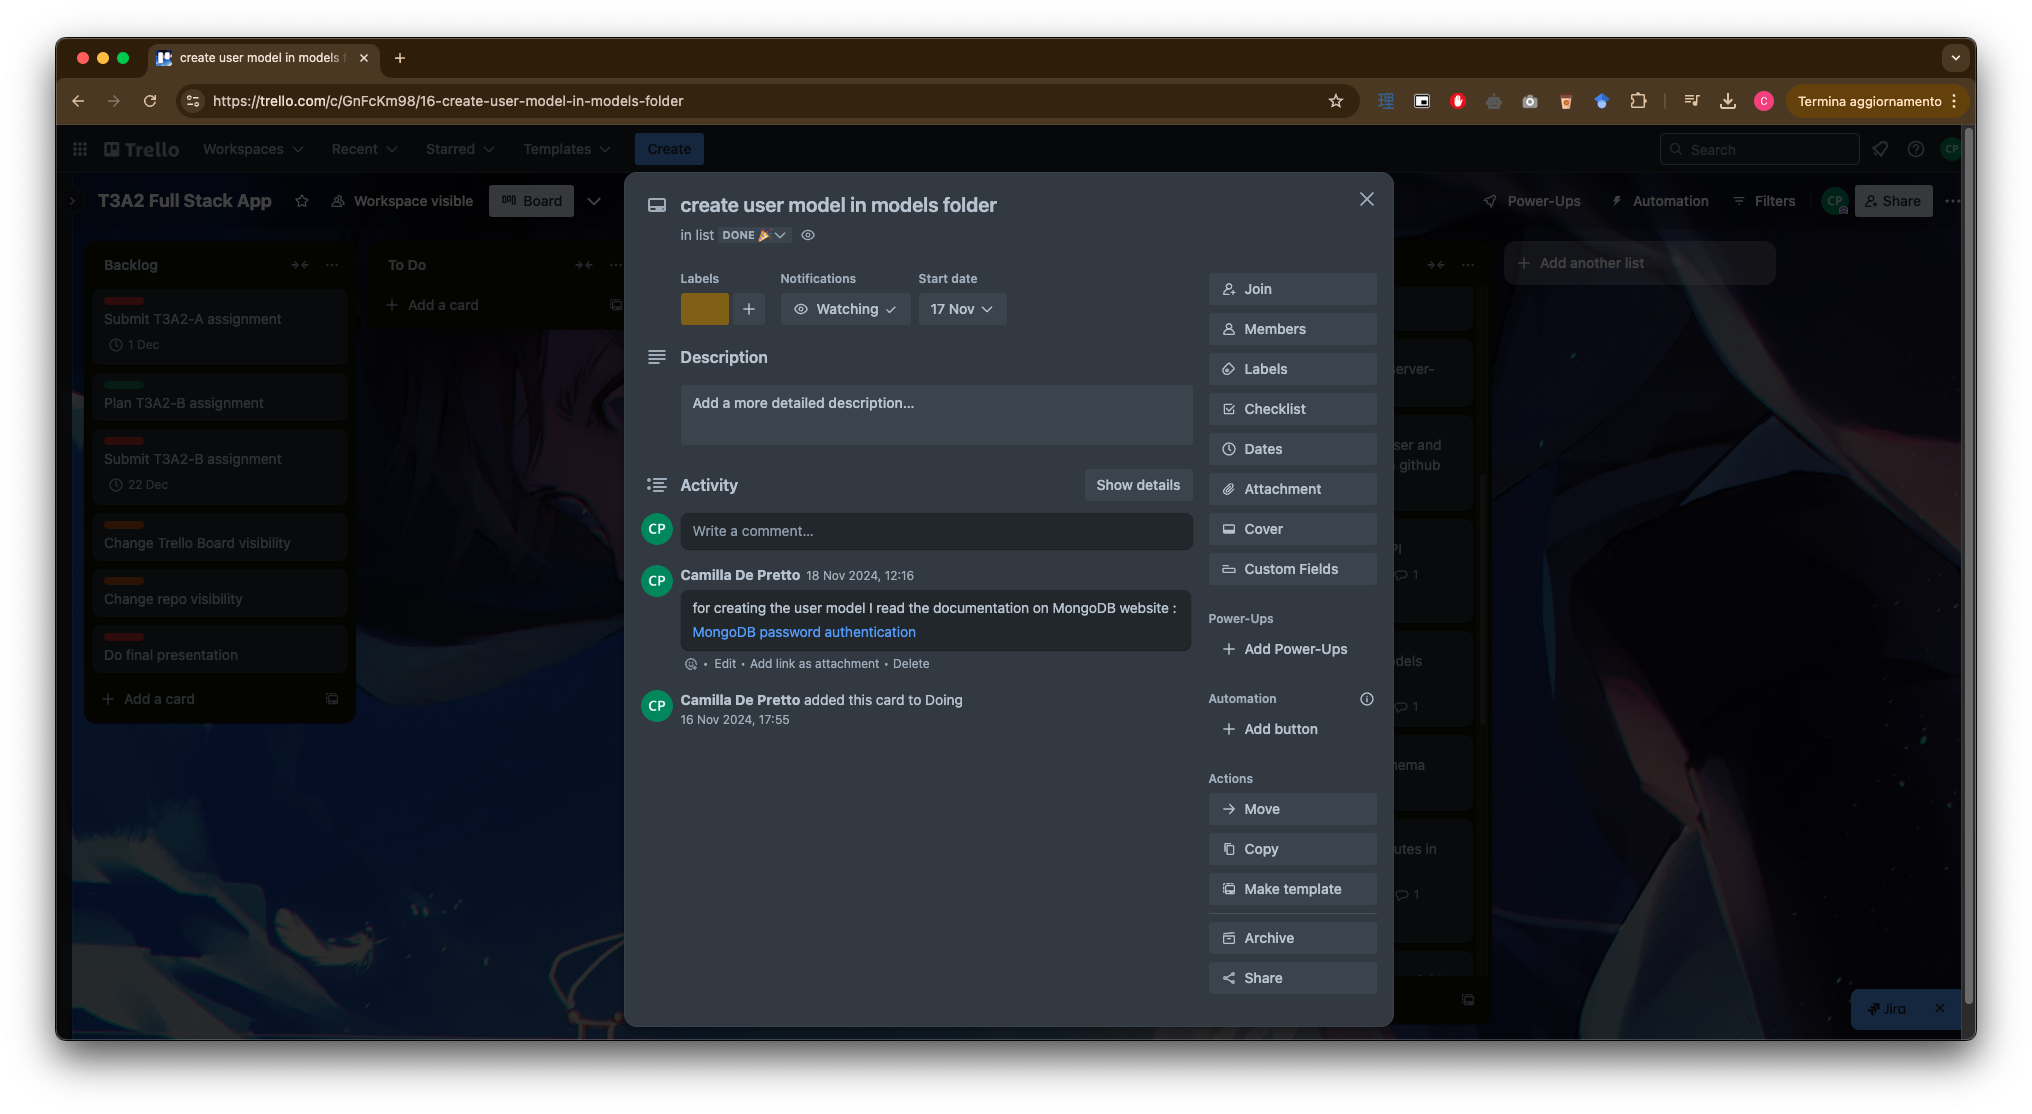 create user model in models f
https://trello.com/c/GnFcKm98/16-create-user-model-in-models-folder
C
Termina aggiornamento
Trello
Workspaces
Recent
Starred
Templates
Create
Search
CP
T3A2 Full Stack App
Workspace visible
Board
Power-Ups
Automation
Filters
CP
Share
Backlog
Submit T3A2-A assignment
1 Dec
Plan T3A2-B assignment
Submit T3A2-B assignment
22 Dec
Change Trello Board visibility
Change repo visibility
Do final presentation
Add a card
To Do
Add a card
create user model in models folder
in list DONE 🎉
Labels
Notifications
Start date
Watching
17 Nov
Description
Add a more detailed description...
Activity
Show details
CP
Write a comment...
CP
Camilla De Pretto 18 Nov 2024, 12:16
for creating the user model I read the documentation on MongoDB website :
MongoDB password authentication
• Edit • Add link as attachment • Delete
CP
Camilla De Pretto added this card to Doing
16 Nov 2024, 17:55
Join
Members
Labels
Checklist
Dates
Attachment
Cover
Custom Fields
Power-Ups
Add Power-Ups
Automation
Add button
Actions
Move
Copy
Make template
Archive
Share
erver-
ser and
github
1
dels
1
ema
utes in
1
Add another list
Jira